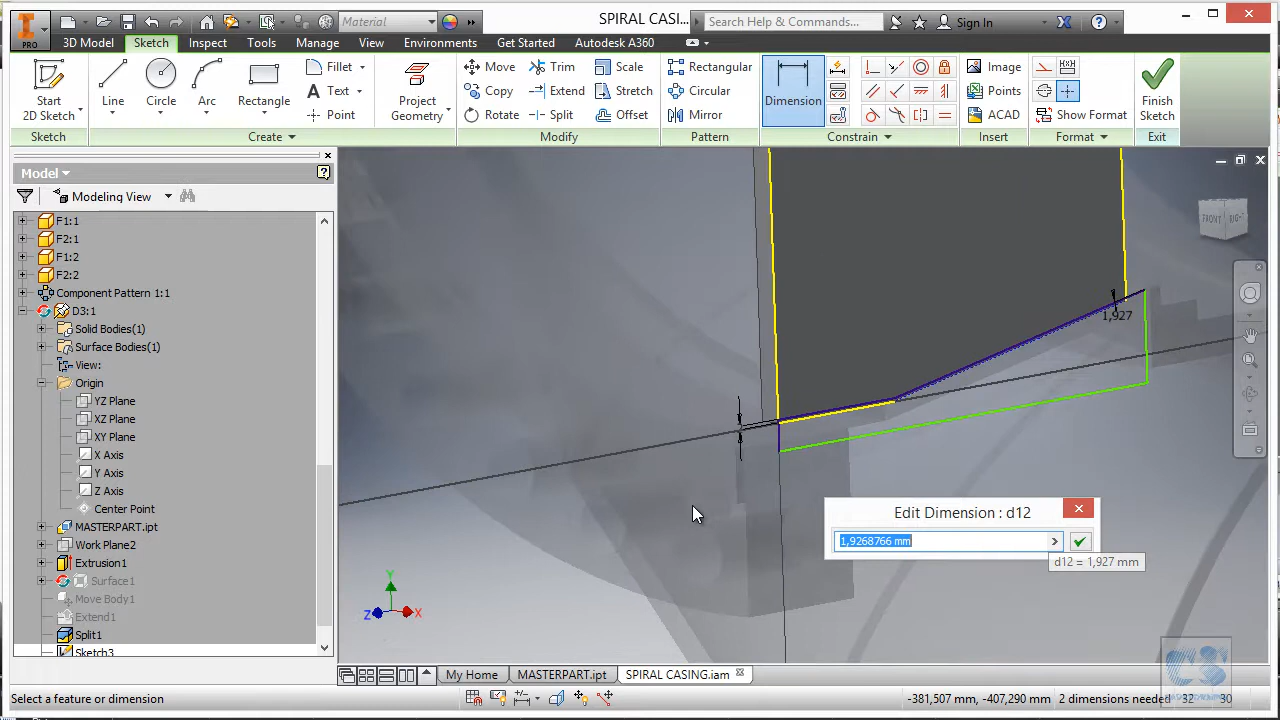 PRO
Material
SPIRAL CASING...
Search Help & Commands...
Sign In
3D Model
Sketch
Inspect
Tools
Manage
View
Environments
Get Started
Autodesk A360
Start
2D Sketch
Line
Circle
Arc
Rectangle
Fillet
Text
Point
Project
Geometry
Move
Copy
Rotate
Trim
Extend
Split
Scale
Stretch
Offset
Rectangular
Circular
Mirror
Dimension
Image
Points
ACAD
Show Format
Finish
Sketch
Sketch
Create
Modify
Pattern
Constrain
Insert
Format
Exit
Model
Modeling View
F1:1
F2:1
F1:2
F2:2
Component Pattern 1:1
D3:1
Solid Bodies(1)
Surface Bodies(1)
View:
Origin
YZ Plane
XZ Plane
XY Plane
X Axis
Y Axis
Z Axis
Center Point
MASTERPART.ipt
Work Plane2
Extrusion1
Surface1
Move Body1
Extend1
Split1
Sketch3
FRONT
RIGHT
1,927
Edit Dimension : d12
1,9268766 mm
d12 = 1,927 mm
Y
Z
X
My Home
MASTERPART.ipt
SPIRAL CASING.iam
CS
Select a feature or dimension
-381,507 mm, -407,290 mm
2 dimensions needed
32
30